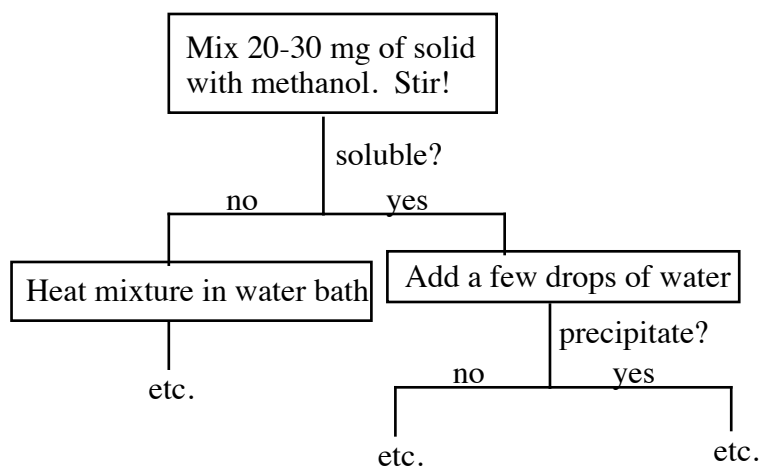 Mix 20-30 mg of solid
with methanol.  Stir!
soluble?
no
yes
Heat mixture in water bath
Add a few drops of water
precipitate?
no
yes
etc.
etc.
etc.